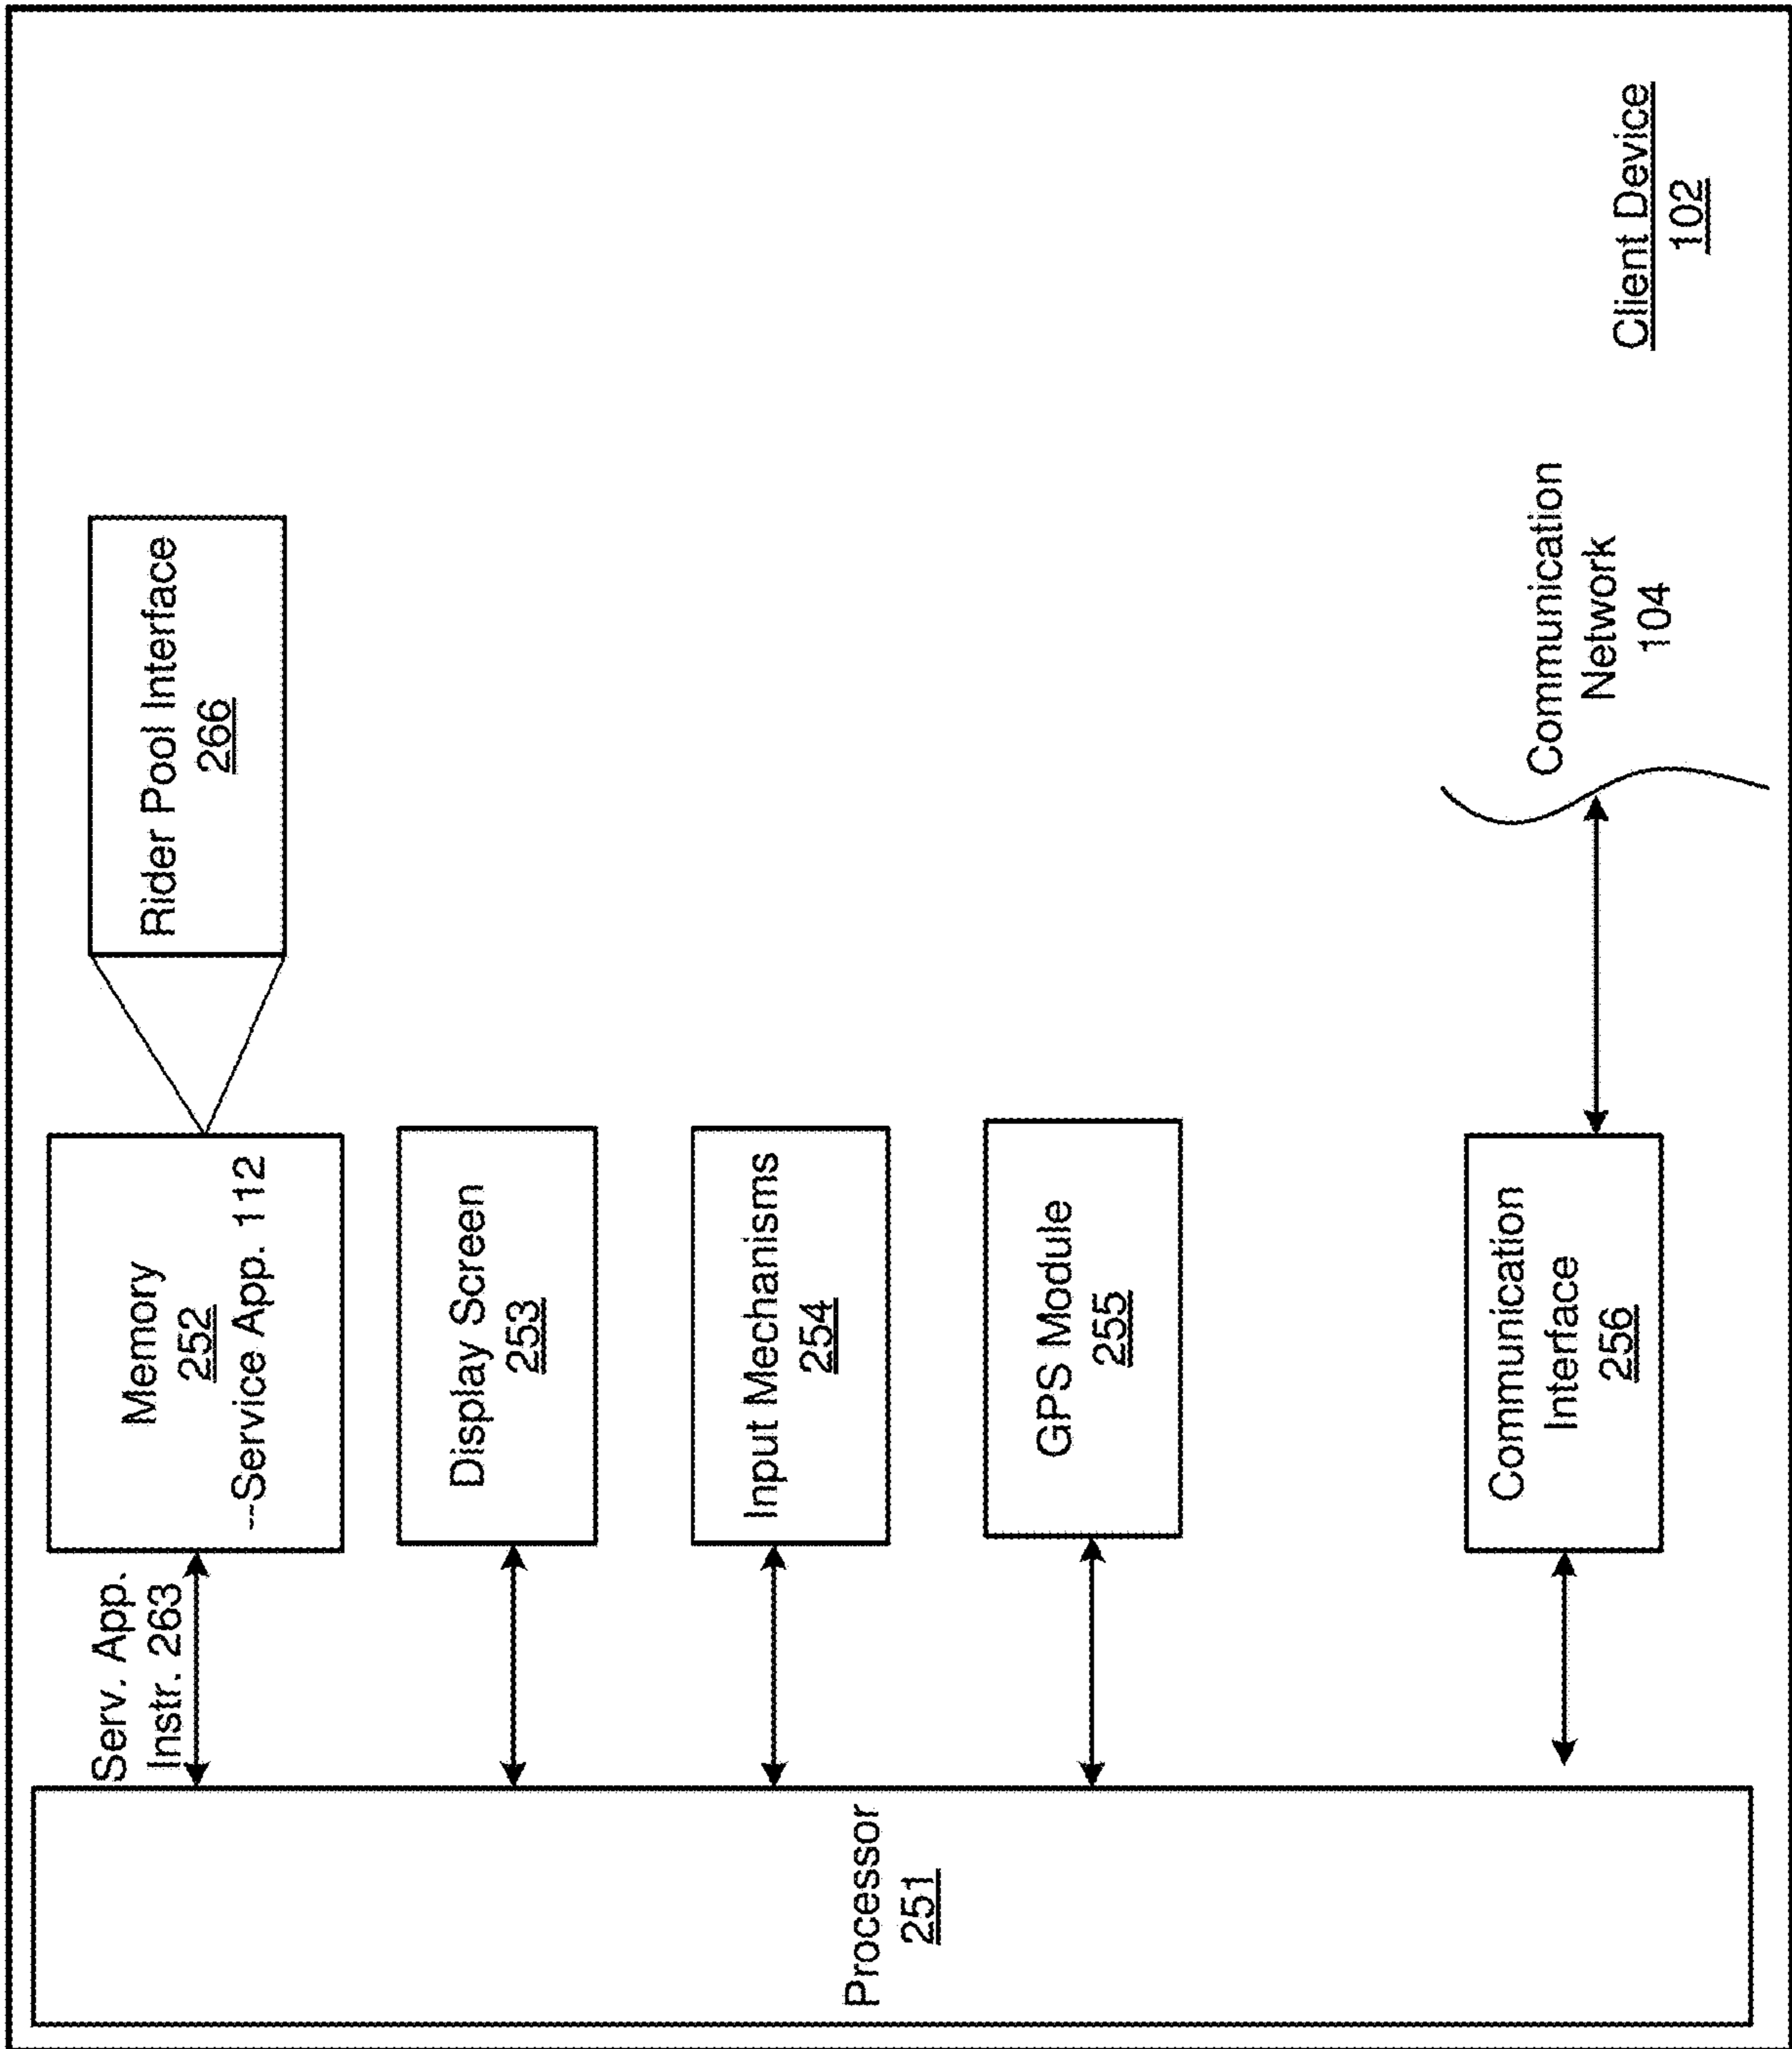 Processor
251
Serv. App.
Instr. 263
Memory
252
--Service App. 112
Rider Pool Interface
266
Display Screen
253
Input Mechanisms
254
GPS Module
255
Communication
Interface
256
Communication
Network
104
Client Device
102